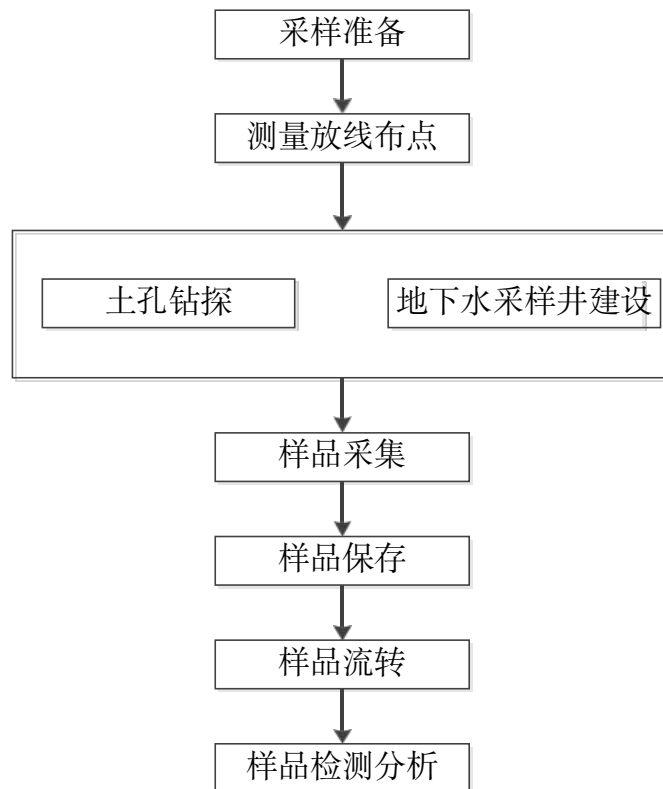 采样准备
测量放线布点
土孔钻探
地下水采样井建设
样品采集
样品保存
样品流转
样品检测分析